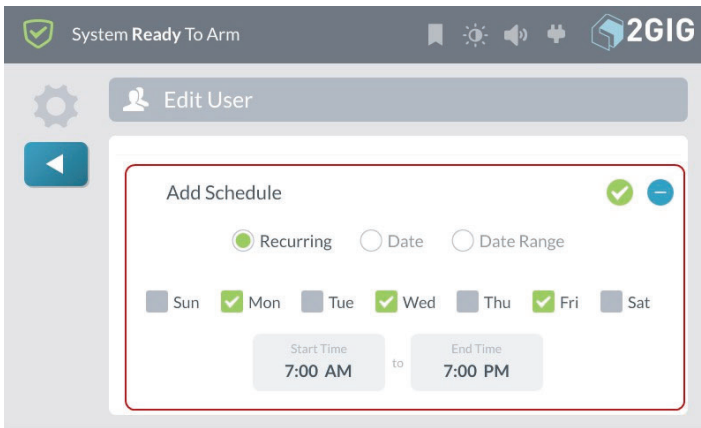 System Ready To Arm
2GIG
Edit User
Add Schedule
Recurring Date Date Range
Sun Mon Tue Wed Thu Fri Sat
Start Time End Time
7:00 AM to 7:00 PM